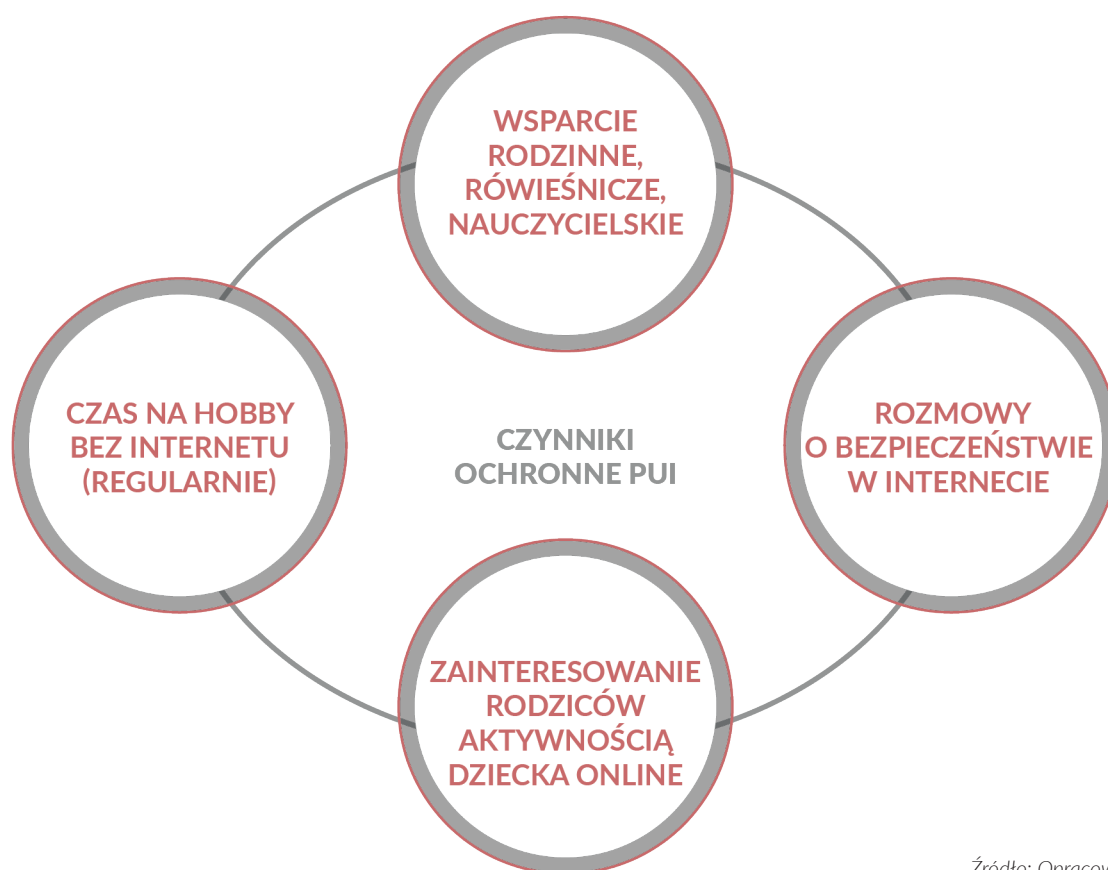 WSPARCIE
RODZINNE,
RÓWIEŚNICZE,
NAUCZYCIELSKIE
CZAS NA HOBBY
BEZ INTERNETU
(REGULARNIE)
CZYNNIKI
OCHRONNE PUI
ROZMOWY
O BEZPIECZEŃSTWIE
W INTERNECIE
ZAINTERESOWANIE
RODZICÓW
AKTYWNOŚCIĄ
DZIECKA ONLINE
Źródło: